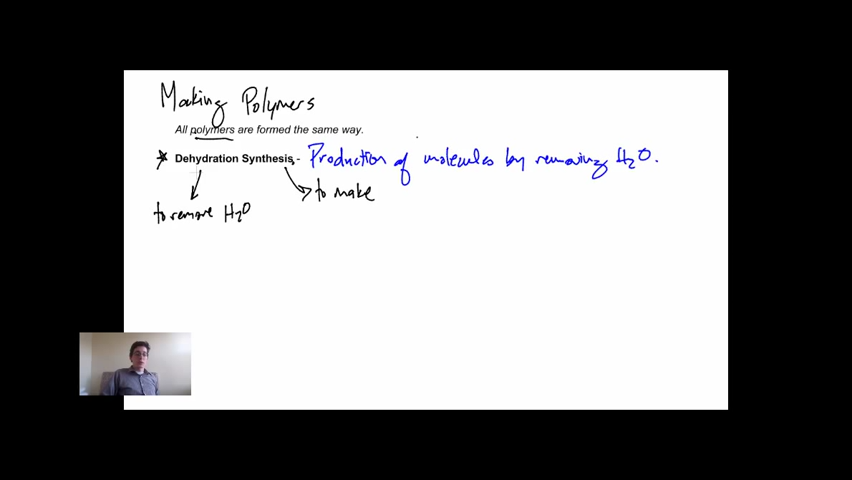 Making Polymers
All polymers are formed the same way.
Dehydration Synthesis - Production of molecules by removing H₂O.
to make
to remove H₂O